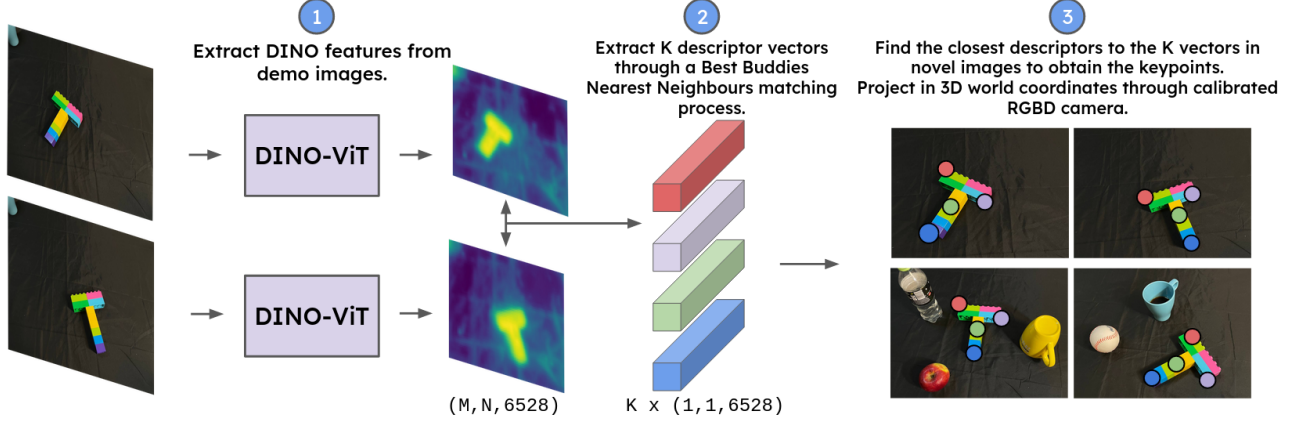 1
Extract DINO features from
demo images.
DINO-ViT
DINO-ViT
(M,N,6528)
2
Extract K descriptor vectors
through a Best Buddies
Nearest Neighbours matching
process.
K x (1,1,6528)
3
Find the closest descriptors to the K vectors in
novel images to obtain the keypoints.
Project in 3D world coordinates through calibrated
RGBD camera.